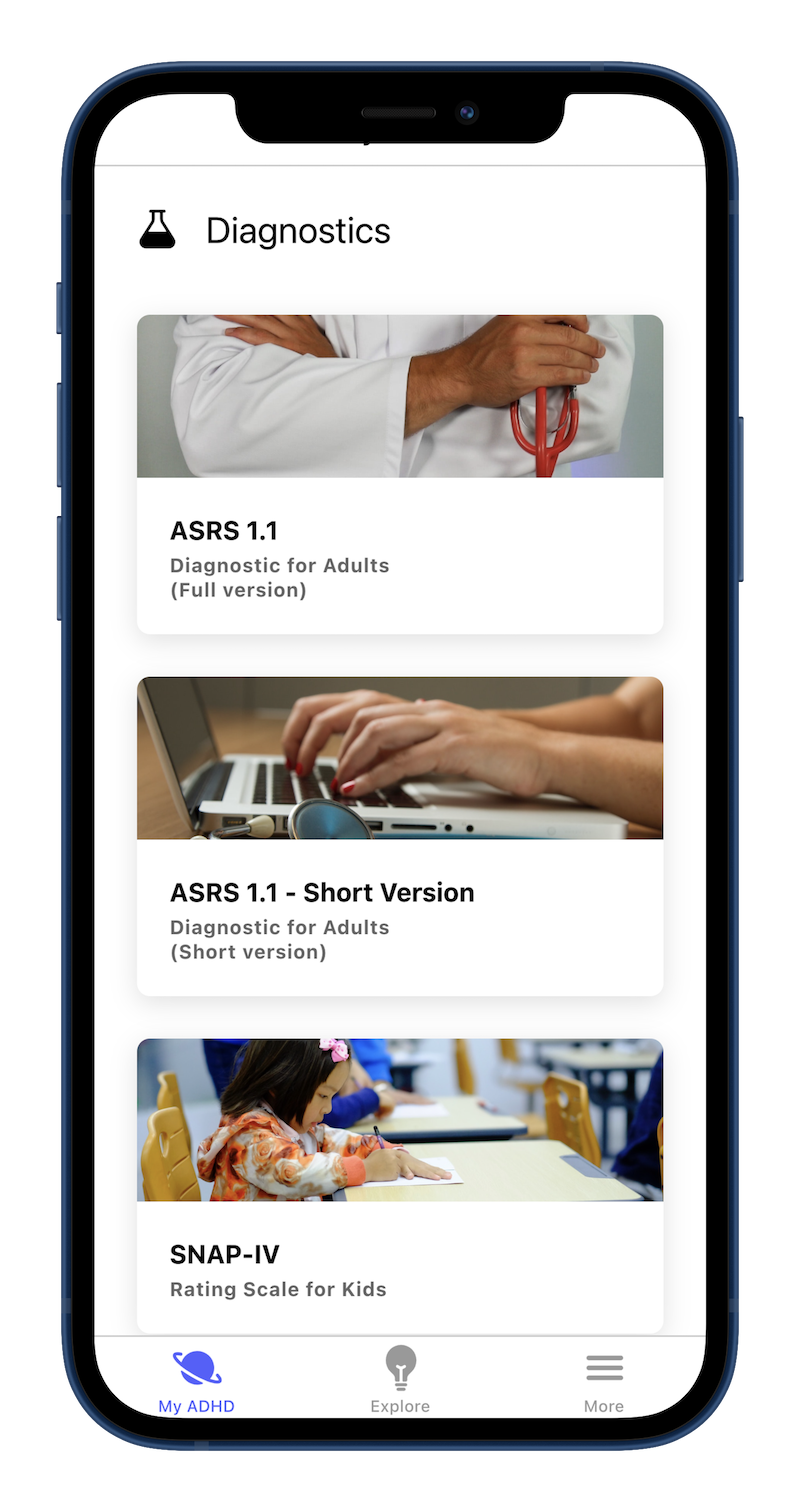 Diagnostics
ASRS 1.1
Diagnostic for Adults
(Full version)
ASRS 1.1 - Short Version
Diagnostic for Adults
(Short version)
SNAP-IV
Rating Scale for Kids
My ADHD
Explore
More